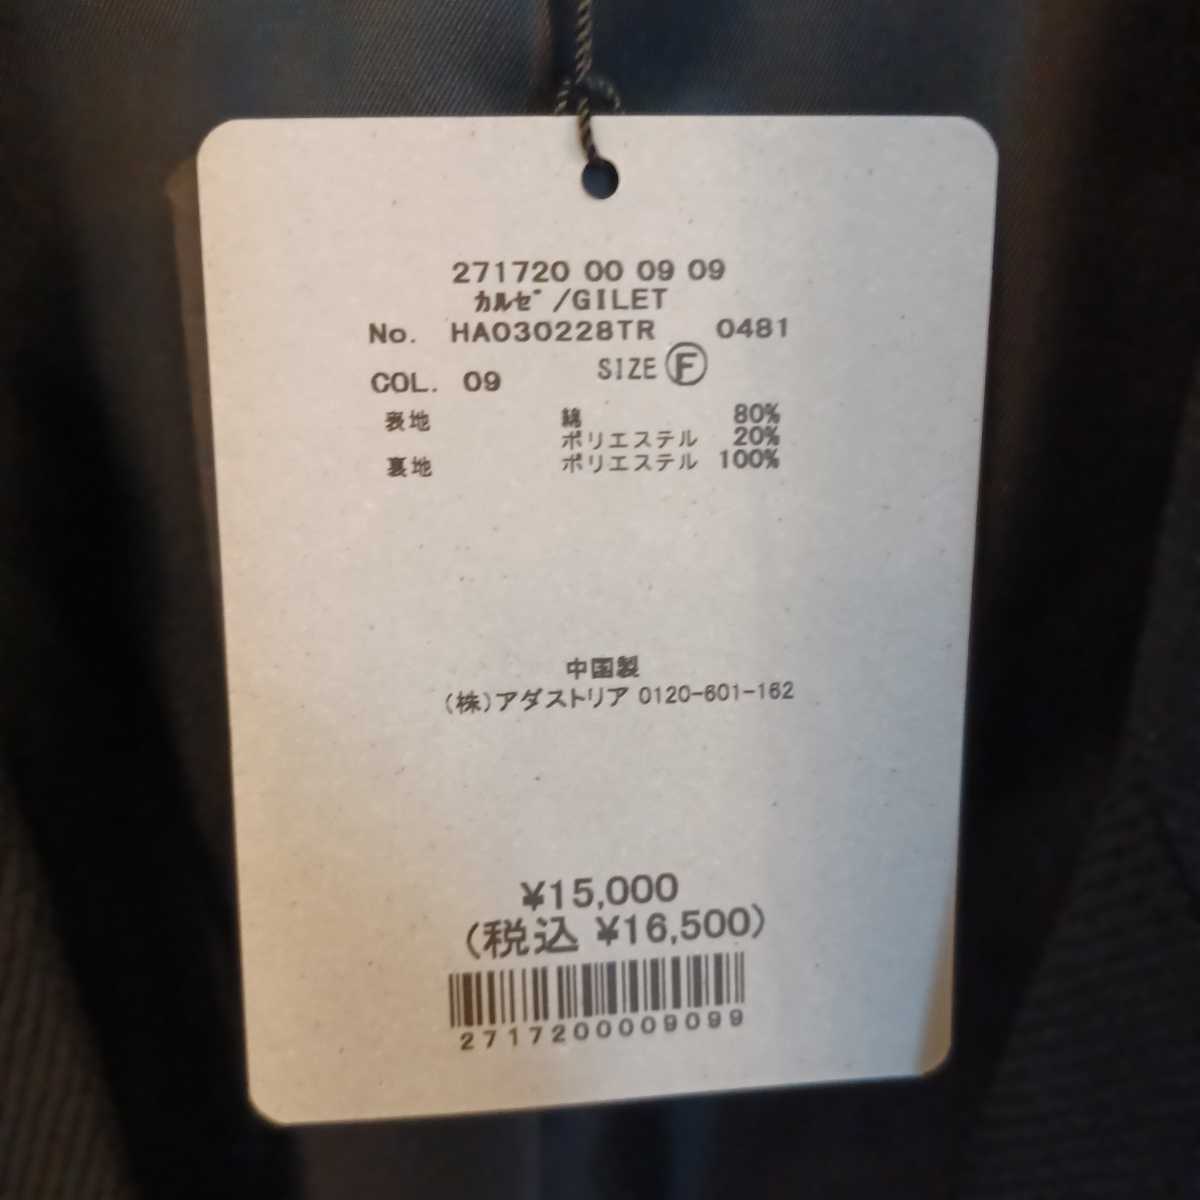 271720 00 09 09
ｶﾙｾﾞ/GILET
No. HA030228TR 0481
SIZE Ⓕ
COL. 09
表地 綿 80%
ポリエステル 20%
裏地 ポリエステル 100%
中国製
(株)アダストリア 0120-601-162
¥15,000
(税込 ¥16,500)
2717200009099